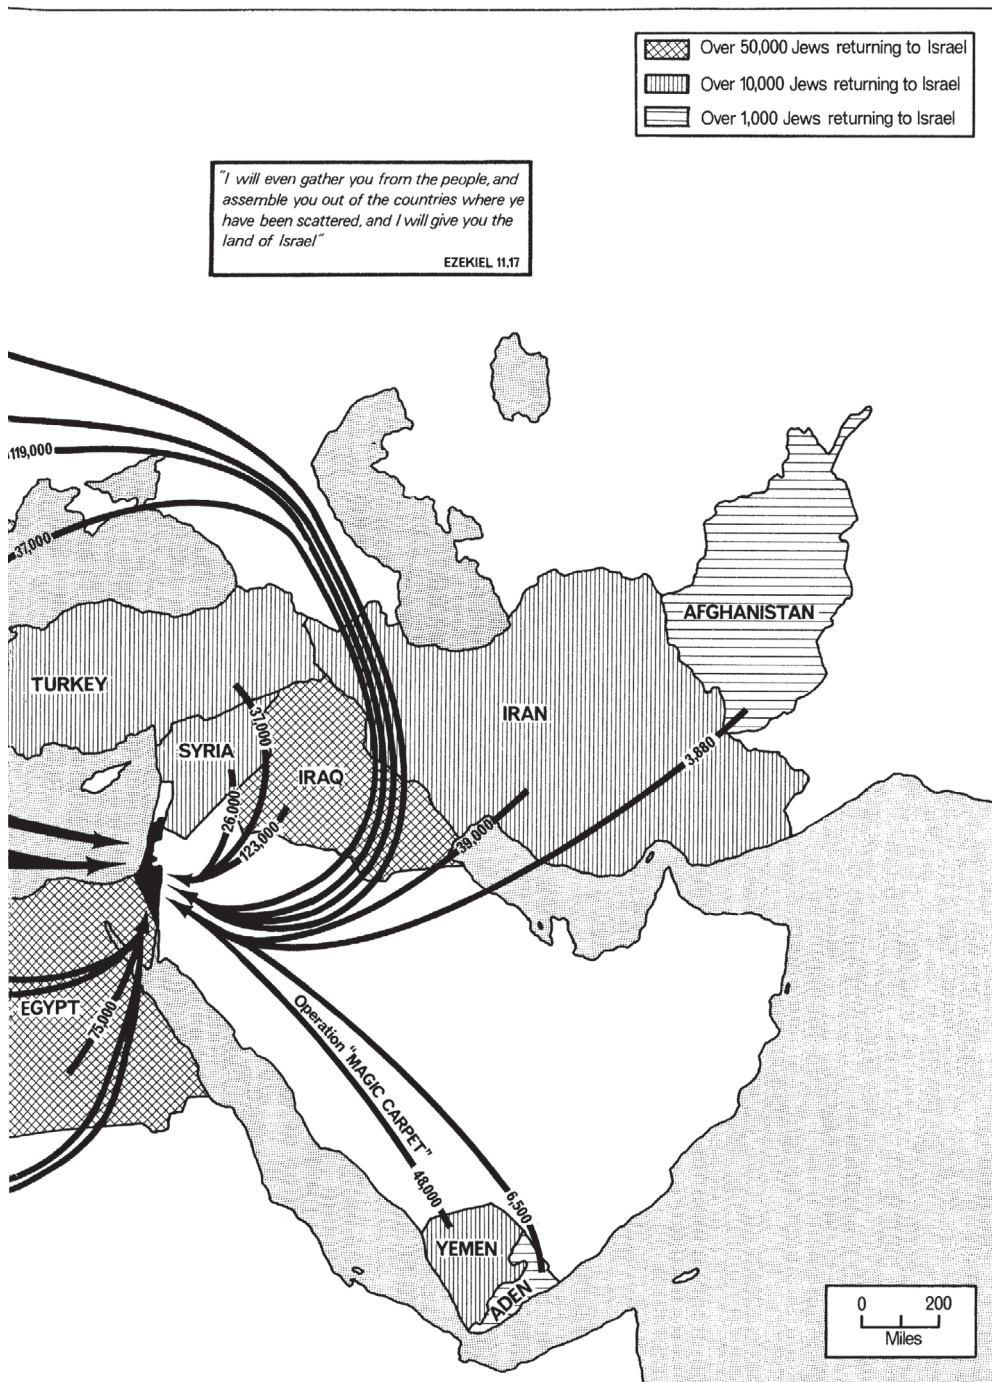 Over 50,000 Jews returning to Israel
Over 10,000 Jews returning to Israel
Over 1,000 Jews returning to Israel
"I will even gather you from the people, and
assemble you out of the countries where ye
have been scattered, and I will give you the
land of Israel"
EZEKIEL 11,17
119,000
37,000
AFGHANISTAN
TURKEY
IRAN
37,000
SYRIA
3,880
IRAQ
26,000
123,000
39,000
EGYPT
75,000
Operation "MAGIC CARPET"
48,000
6,500
YEMEN
ADEN
0 200
Miles